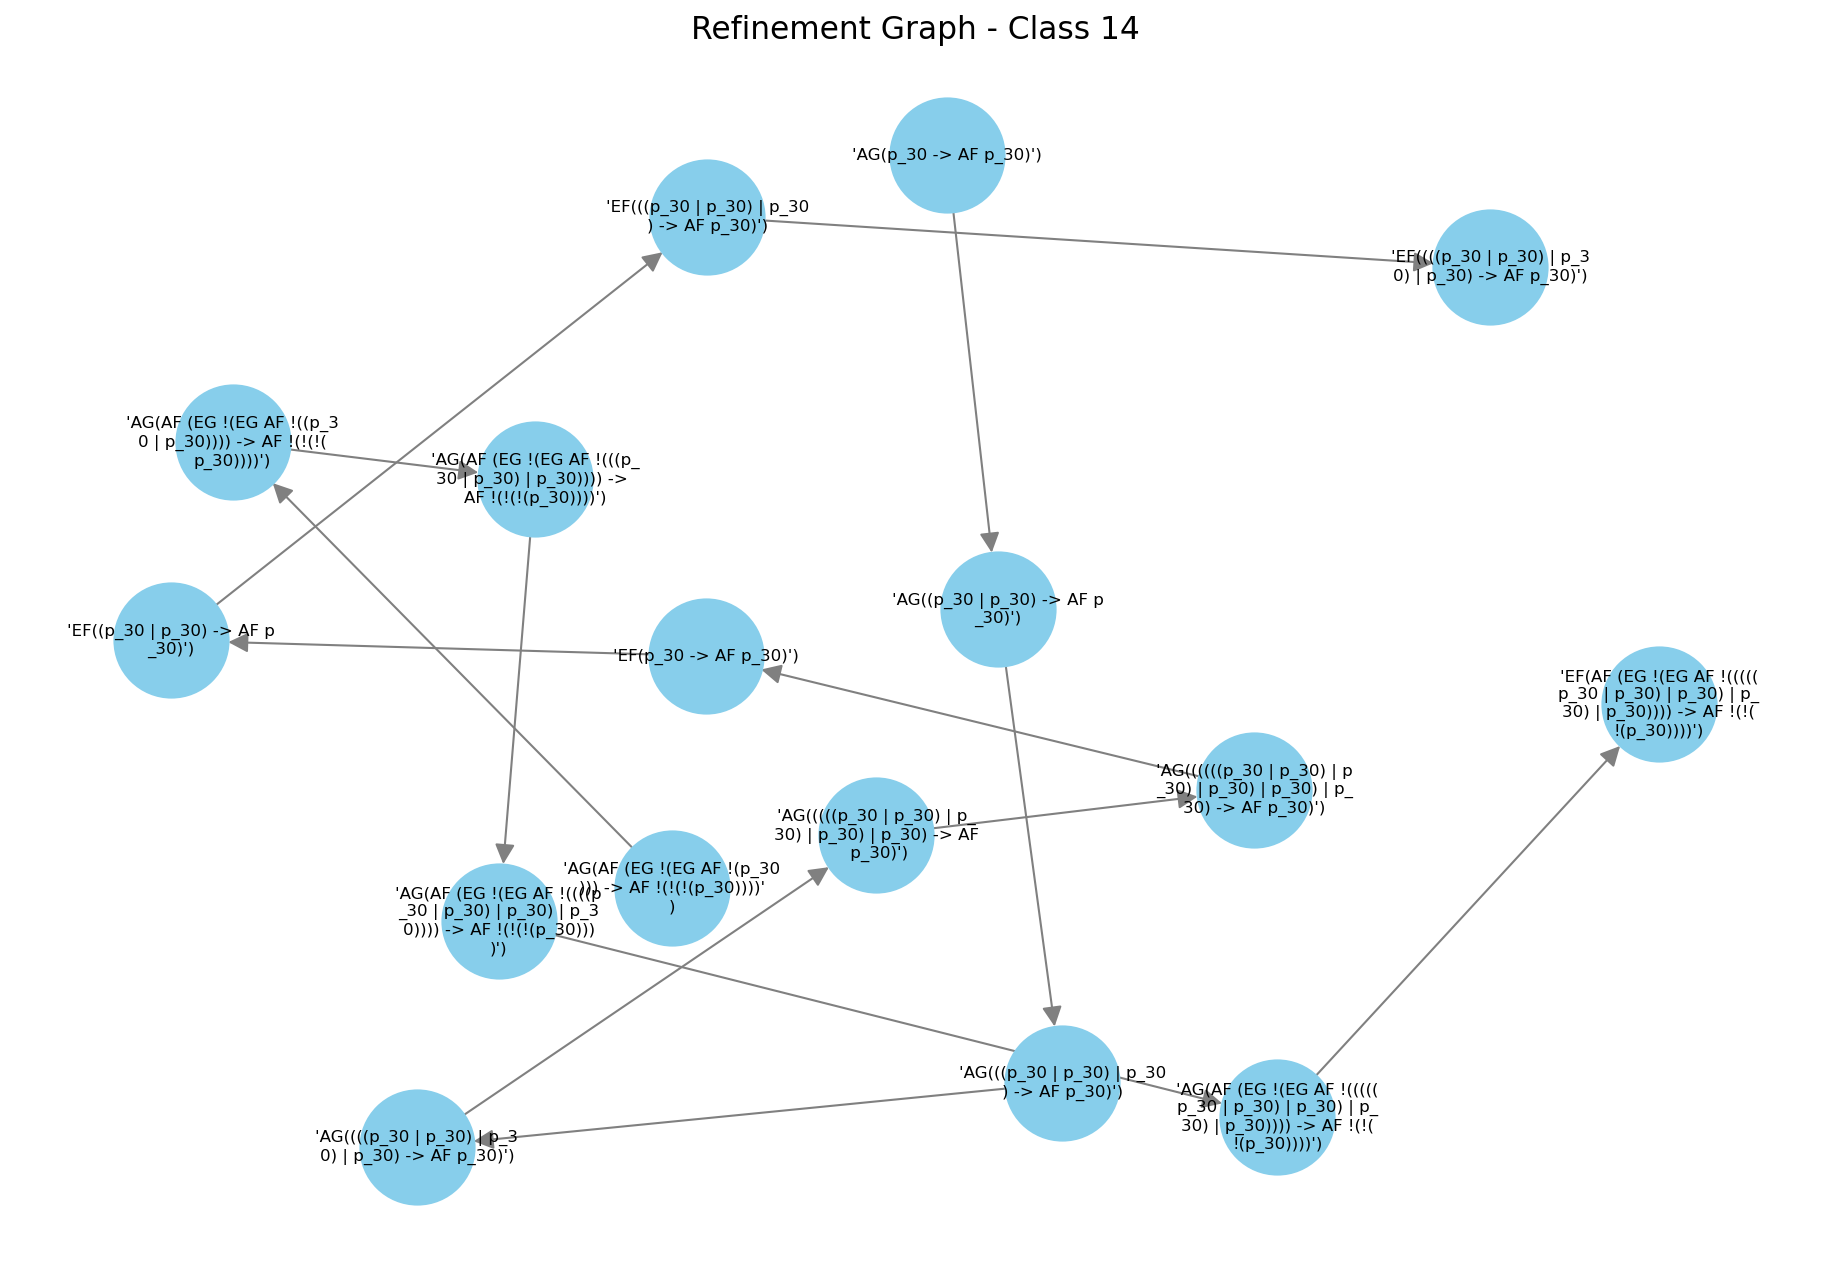 Refinement Graph - Class 14
'AG(p_30 -> AF p_30)')
'EF(((p_30 | p_30) | p_30
) -> AF p_30)')
'EF((((p_30 | p_30) | p_3
0) | p_30) -> AF p_30)')
'AG(AF (EG !(EG AF !((p_3
0 | p_30)))) -> AF !(!(!(
p_30))))')
'AG(AF (EG !(EG AF !(((p_
30 | p_30) | p_30)))) ->
AF !(!(!(p_30))))')
'AG((p_30 | p_30) -> AF p
_30)')
'EF((p_30 | p_30) -> AF p
_30)')
'EF(p_30 -> AF p_30)')
'EF(AF (EG !(EG AF !(((((
p_30 | p_30) | p_30) | p_
30) | p_30)))) -> AF !(!(
!(p_30))))')
'AG((((((p_30 | p_30) | p
_30) | p_30) | p_30) | p_
30) -> AF p_30)')
'AG(((((p_30 | p_30) | p_
30) | p_30) | p_30) -> AF
p_30)')
'AG(AF (EG !(EG AF !(p_30
))) -> AF !(!(!(p_30))))'
)
'AG(AF (EG !(EG AF !((((p
_30 | p_30) | p_30) | p_3
0)))) -> AF !(!(!(p_30)))
)')
'AG(((p_30 | p_30) | p_30
) -> AF p_30)')
'AG(AF (EG !(EG AF !(((((
p_30 | p_30) | p_30) | p_
30) | p_30)))) -> AF !(!(
!(p_30))))')
'AG((((p_30 | p_30) | p_3
0) | p_30) -> AF p_30)')